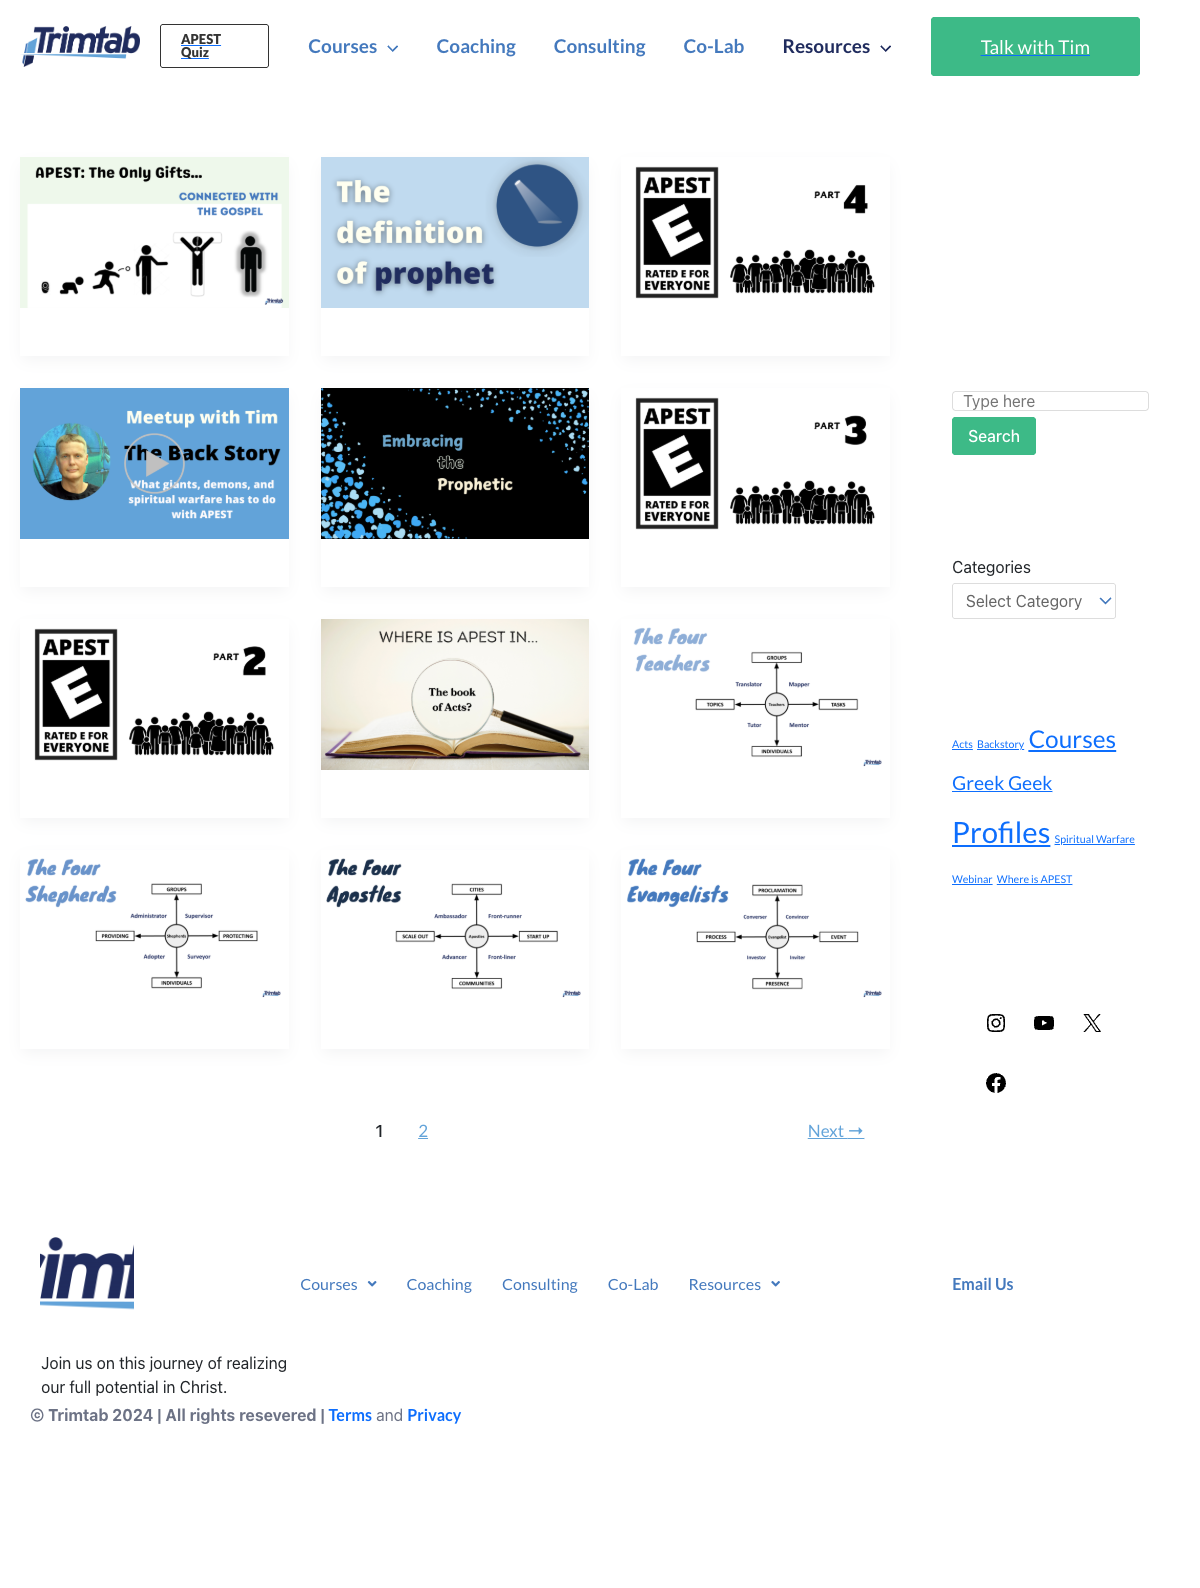 Trimtab
APEST
Quiz
Courses
Coaching
Consulting
Co-Lab
Resources
Talk with Tim
APEST: The Only Gifts...
CONNECTED WITH
THE GOSPEL
Trimtab
The
definition
of prophet
APEST
E
RATED E FOR
EVERYONE
PART 4
Meetup with Tim
The Back Story
What giants, demons, and
spiritual warfare has to do
with APEST
Embracing
the
Prophetic
APEST
E
RATED E FOR
EVERYONE
PART 3
Type here
Search
Categories
Select Category
APEST
E
RATED E FOR
EVERYONE
PART 2
WHERE IS APEST IN...
The book
of Acts?
The Four
Teachers
GROUPS
Translator
Mapper
TOPICS
Teachers
TASKS
Tutor
Mentor
INDIVIDUALS
Trimtab
Acts Backstory Courses
Greek Geek
Profiles Spiritual Warfare
Webinar Where is APEST
The Four
Shepherds
GROUPS
Administrator
Supervisor
PROVIDING
Shepherds
PROTECTING
Adopter
Surveyor
INDIVIDUALS
Trimtab
The Four
Apostles
CITIES
Ambassador
Front-runner
SCALE OUT
Apostles
START UP
Advancer
Front-liner
COMMUNITIES
Trimtab
The Four
Evangelists
PROCLAMATION
Converser
Convincer
PROCESS
Evangelist
EVENT
Investor
Inviter
PRESENCE
Trimtab
1
2
Next →
Courses
Coaching
Consulting
Co-Lab
Resources
Email Us
Join us on this journey of realizing
our full potential in Christ.
© Trimtab 2024 | All rights resevered | Terms and Privacy